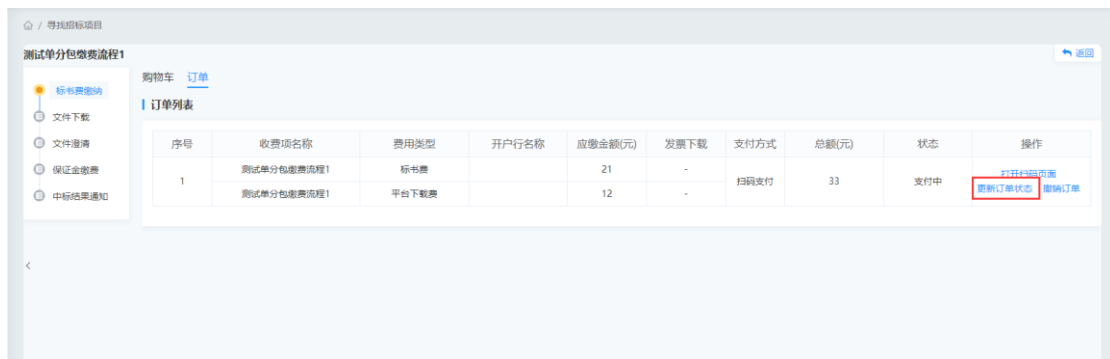 / 寻找招标项目
测试单分包缴费流程1
返回
标书费缴纳
文件下载
文件澄清
保证金缴费
中标结果通知
购物车 订单
订单列表
序号 收费项名称 费用类型 开户行名称 应缴金额(元) 发票下载 支付方式 总额(元) 状态 操作
1 测试单分包缴费流程1 标书费 21 - 扫码支付 33 支付中 打开扫码页面
测试单分包缴费流程1 平台下载费 12 - 更新订单状态 撤销订单